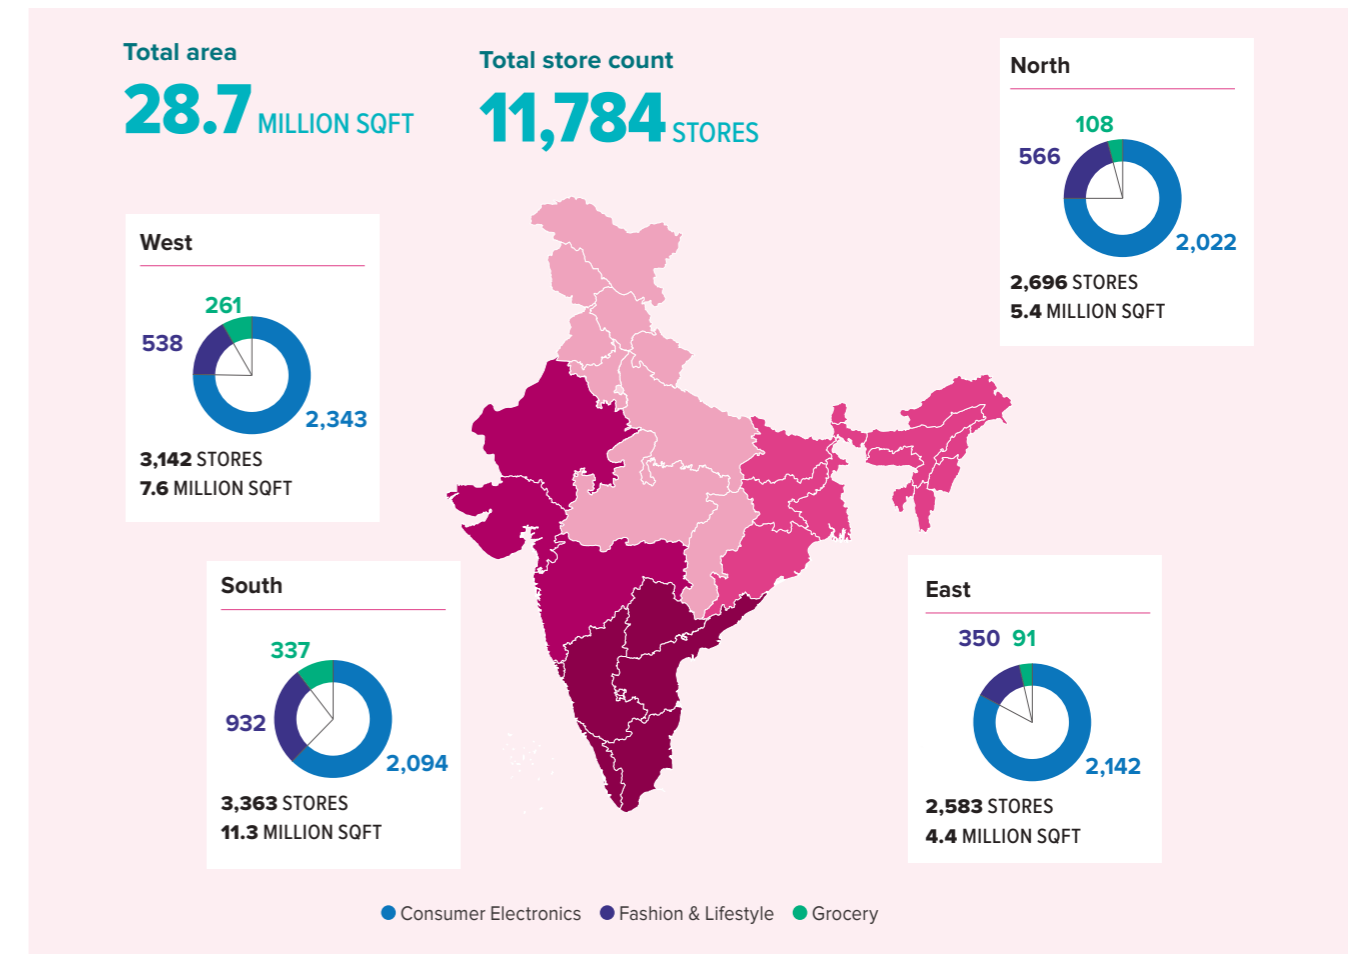 Total area
28.7 MILLION SQFT
Total store count
11,784 STORES
North
108
566
2,022
2,696 STORES
5.4 MILLION SQFT
West
261
538
2,343
3,142 STORES
7.6 MILLION SQFT
South
337
932
2,094
3,363 STORES
11.3 MILLION SQFT
East
350 91
2,142
2,583 STORES
4.4 MILLION SQFT
Consumer Electronics Fashion & Lifestyle Grocery